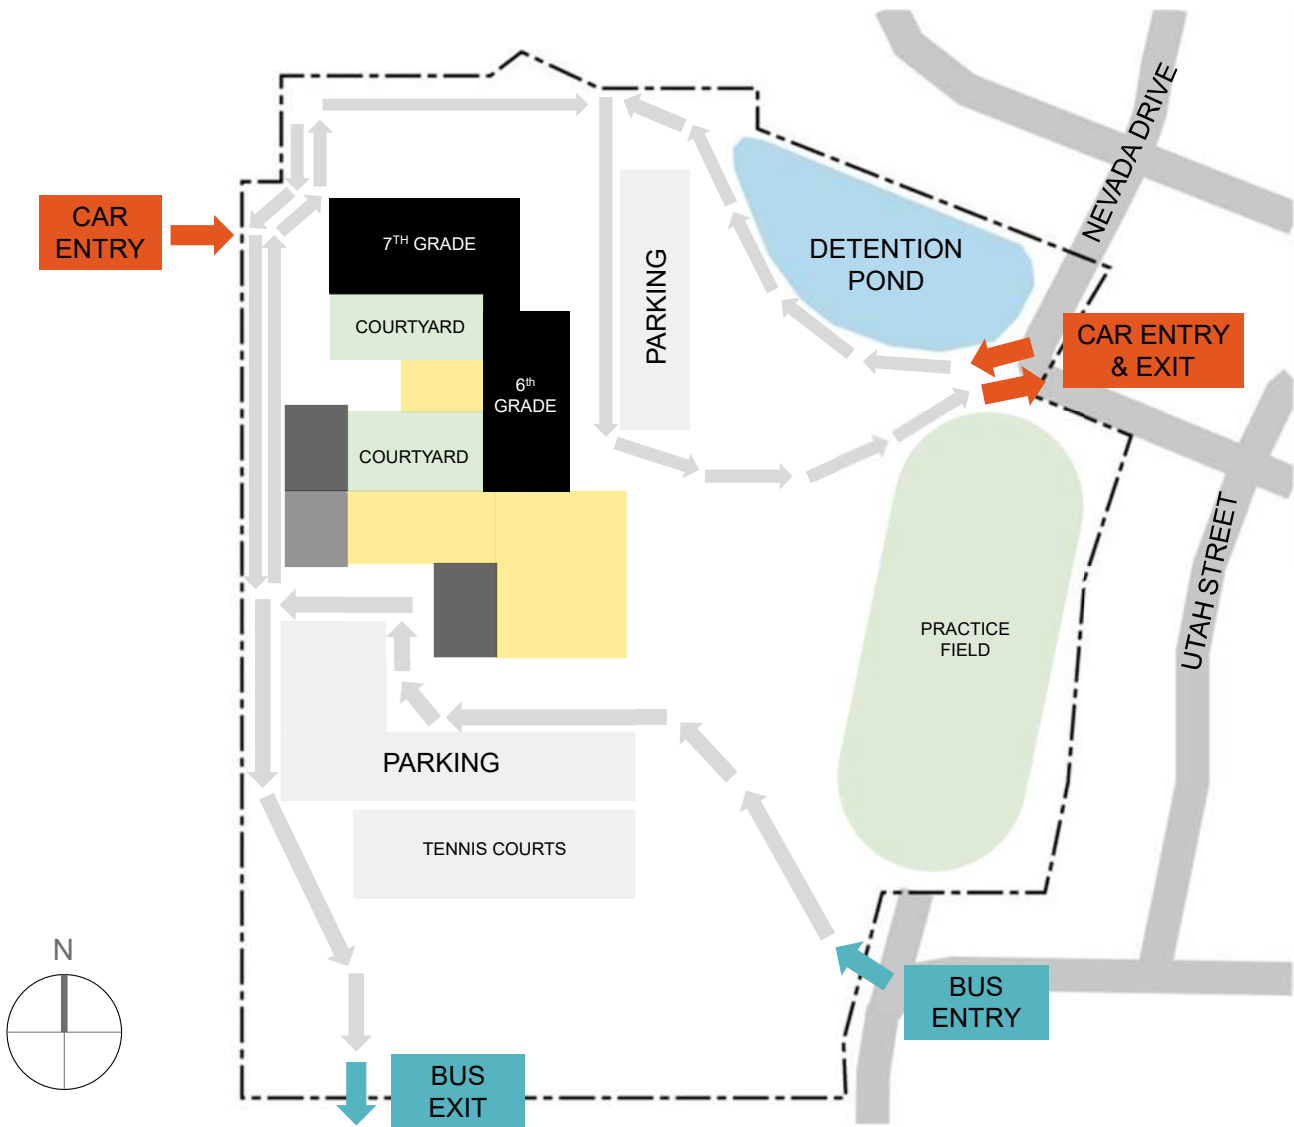 NEVADA DRIVE
CAR
ENTRY
7TH GRADE
DETENTION
POND
PARKING
COURTYARD
CAR ENTRY
& EXIT
6th
GRADE
COURTYARD
UTAH STREET
PRACTICE
FIELD
PARKING
TENNIS COURTS
N
BUS
ENTRY
BUS
EXIT